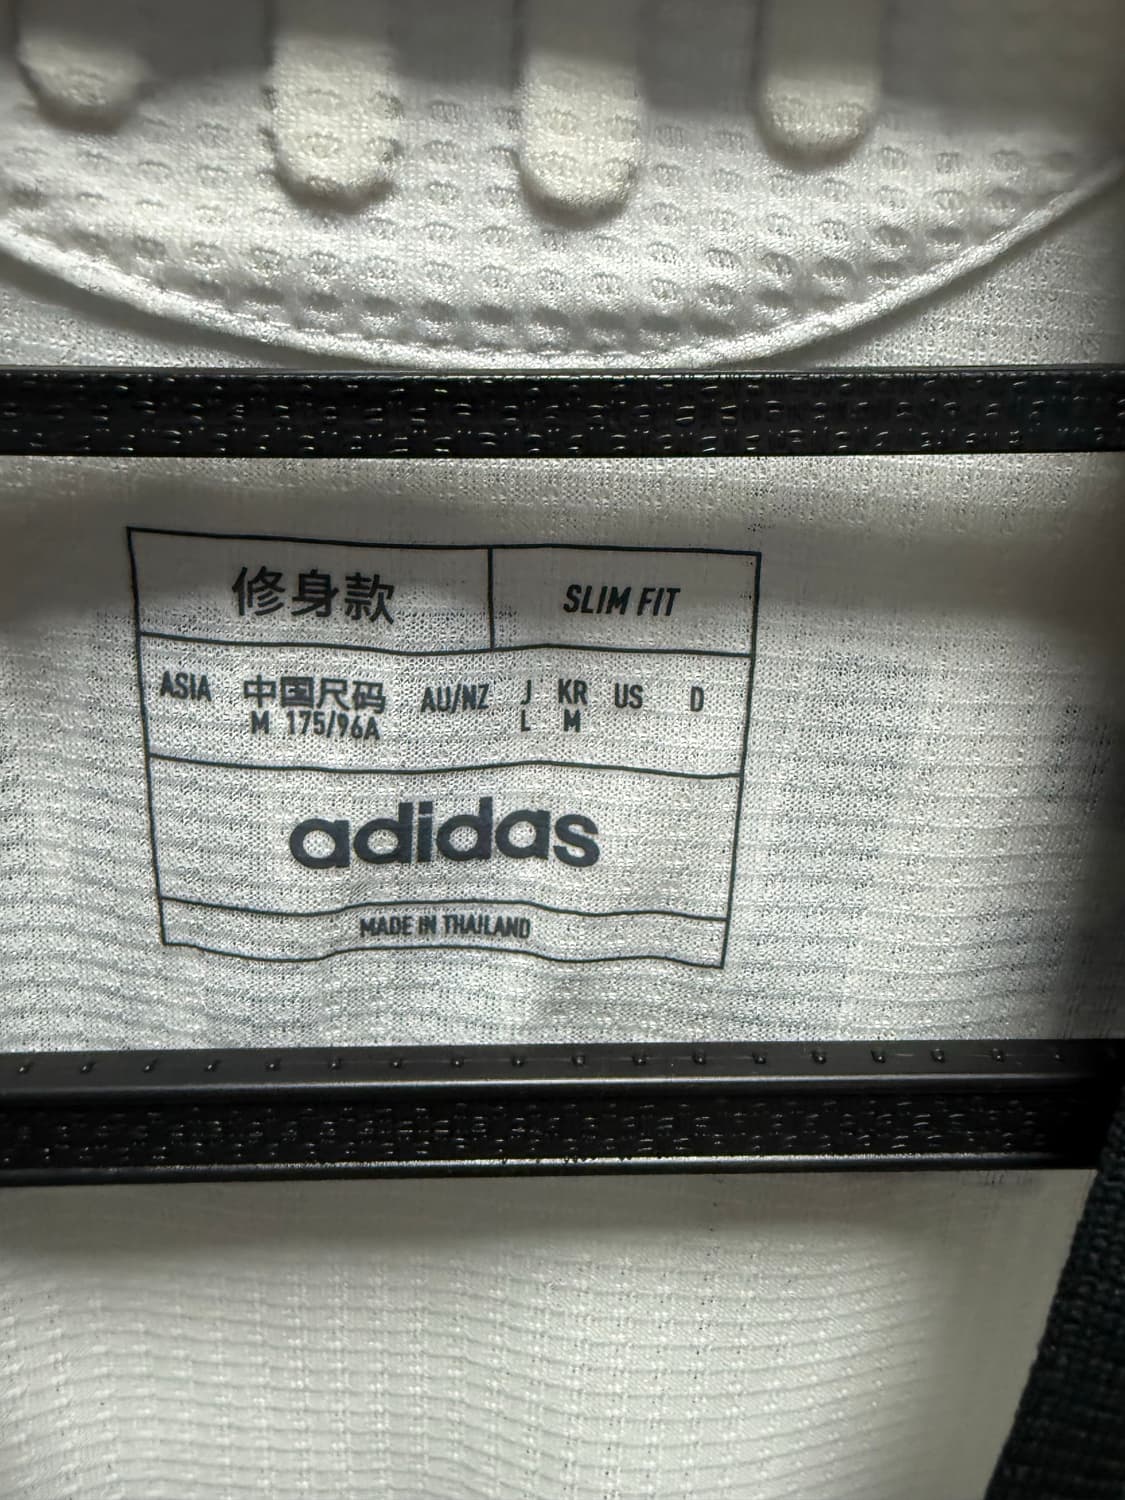 修身款 SLIM FIT
ASIA 中国尺码 AU/NZ J KR US D
M 175/96A L M
adidas
MADE IN THAILAND